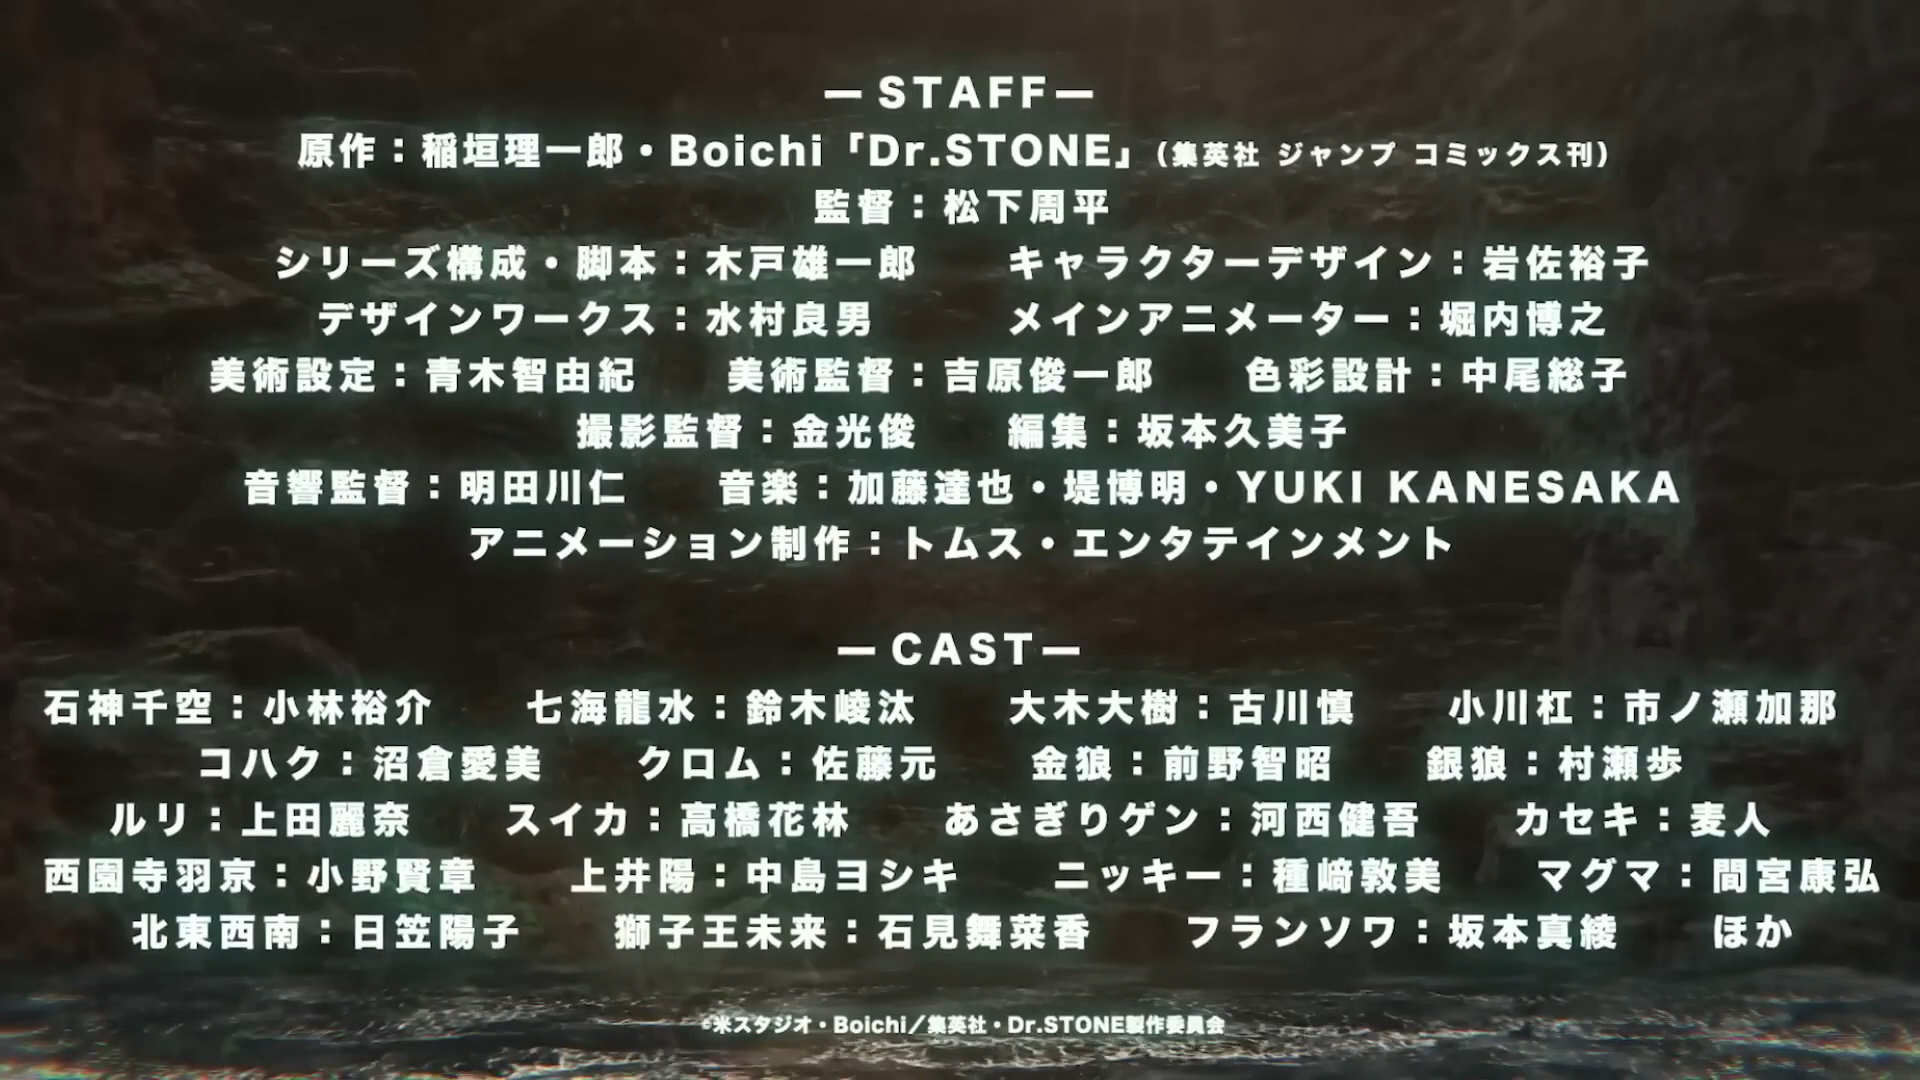 — STAFF —
原作：稲垣理一郎・Boichi「Dr.STONE」（集英社 ジャンプ コミックス刊）
監督：松下周平
シリーズ構成・脚本：木戸雄一郎　キャラクターデザイン：岩佐裕子
デザインワークス：水村良男　メインアニメーター：堀内博之
美術設定：青木智由紀　美術監督：吉原俊一郎　色彩設計：中尾総子
撮影監督：金光俊　編集：坂本久美子
音響監督：明田川仁　音楽：加藤達也・堤博明・YUKI KANESAKA
アニメーション制作：トムス・エンタテインメント
— CAST —
石神千空：小林裕介　七海龍水：鈴木崚汰　大木大樹：古川慎　小川杠：市ノ瀬加那
コハク：沼倉愛美　クロム：佐藤元　金狼：前野智昭　銀狼：村瀬歩
ルリ：上田麗奈　スイカ：高橋花林　あさぎりゲン：河西健吾　カセキ：麦人
西園寺羽京：小野賢章　上井陽：中島ヨシキ　ニッキー：種﨑敦美　マグマ：間宮康弘
北東西南：日笠陽子　獅子王未来：石見舞菜香　フランソワ：坂本真綾　ほか
©米スタジオ・Boichi／集英社・Dr.STONE製作委員会